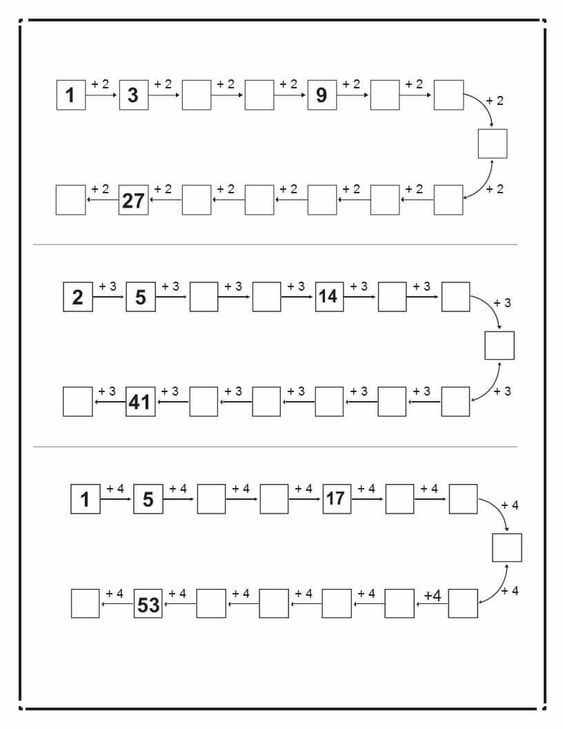 + 2 + 2 + 2 + 2 + 2 + 2
1 3 9
+ 2
+ 2
+ 2 + 2 + 2 + 2 + 2 + 2
27
+ 3 + 3 + 3 + 3 + 3 + 3
2 5 14
+ 3
+ 3
+ 3 + 3 + 3 + 3 + 3 + 3
41
+ 4 + 4 + 4 + 4 + 4 + 4
1 5 17
+ 4
+ 4
+ 4 + 4 + 4 + 4 + 4 +4
53